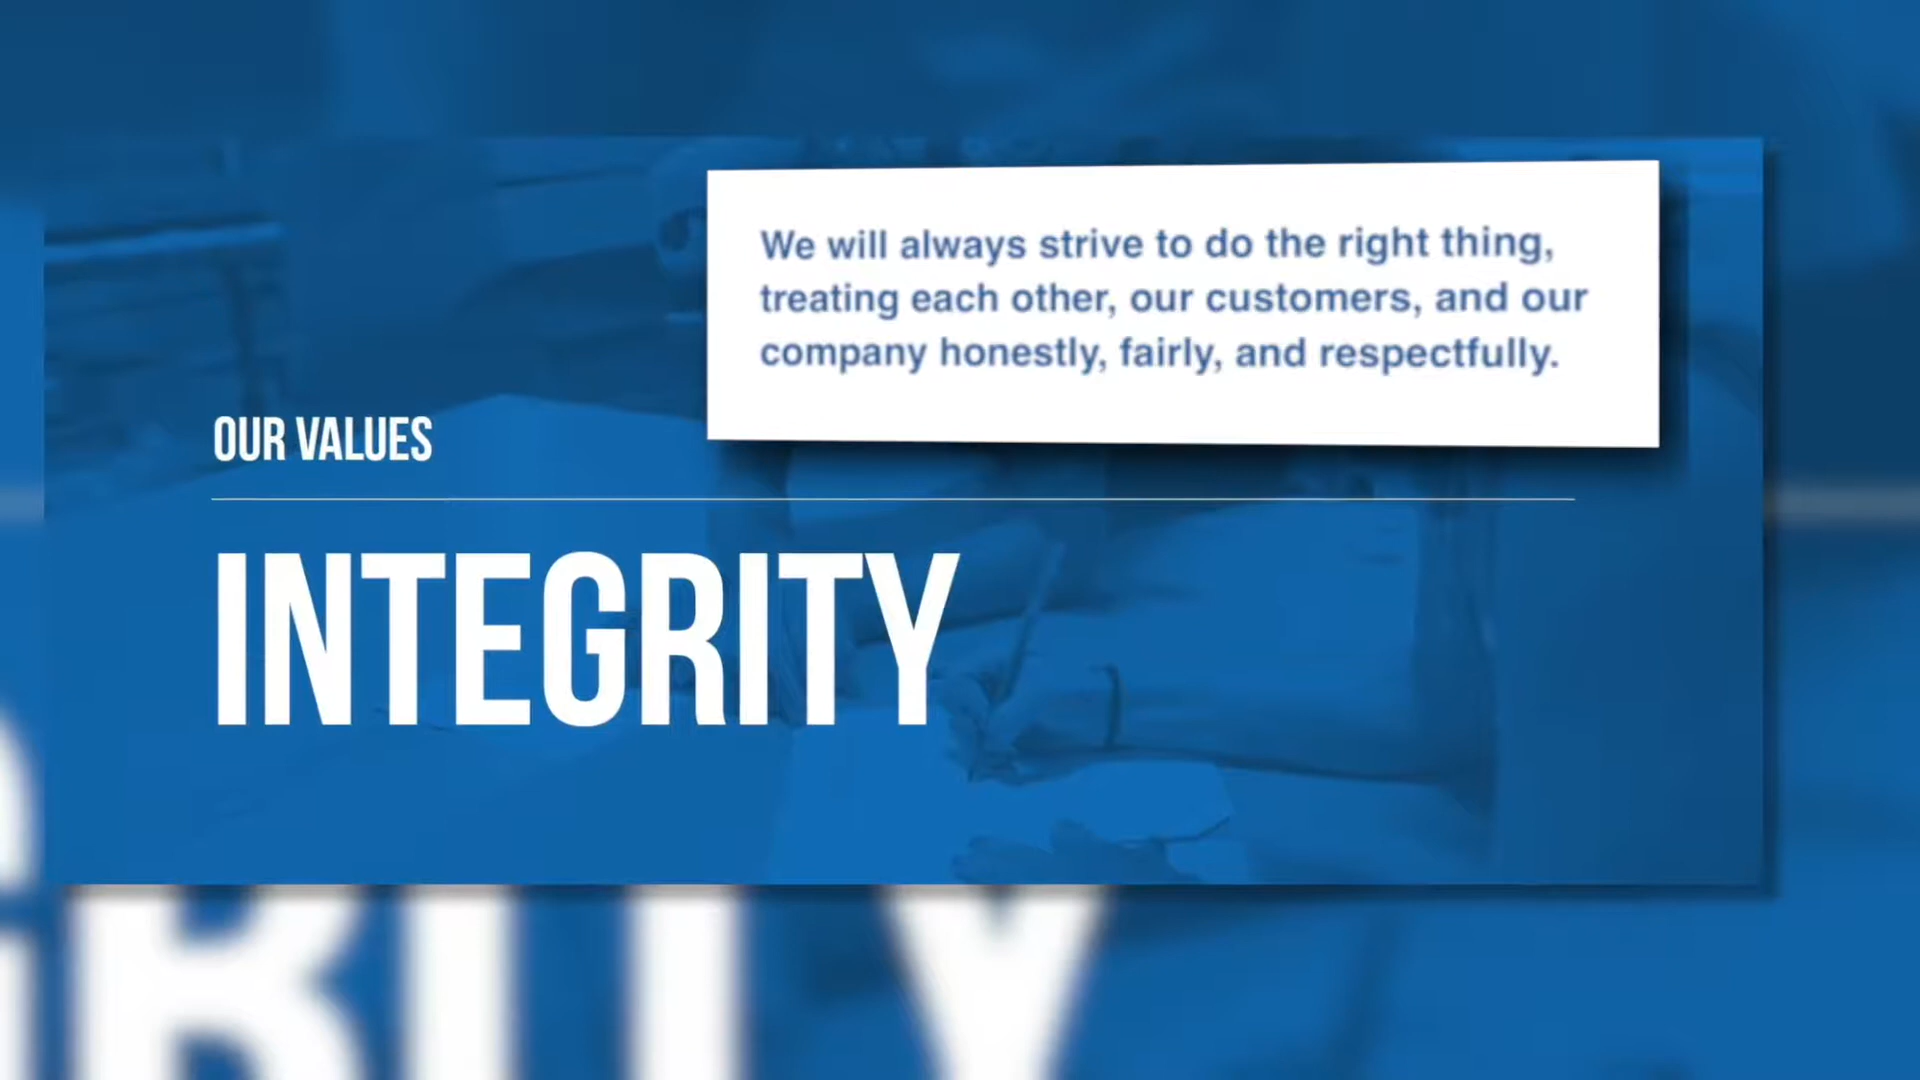 We will always strive to do the right thing,
treating each other, our customers, and our
company honestly, fairly, and respectfully.
OUR VALUES
INTEGRITY